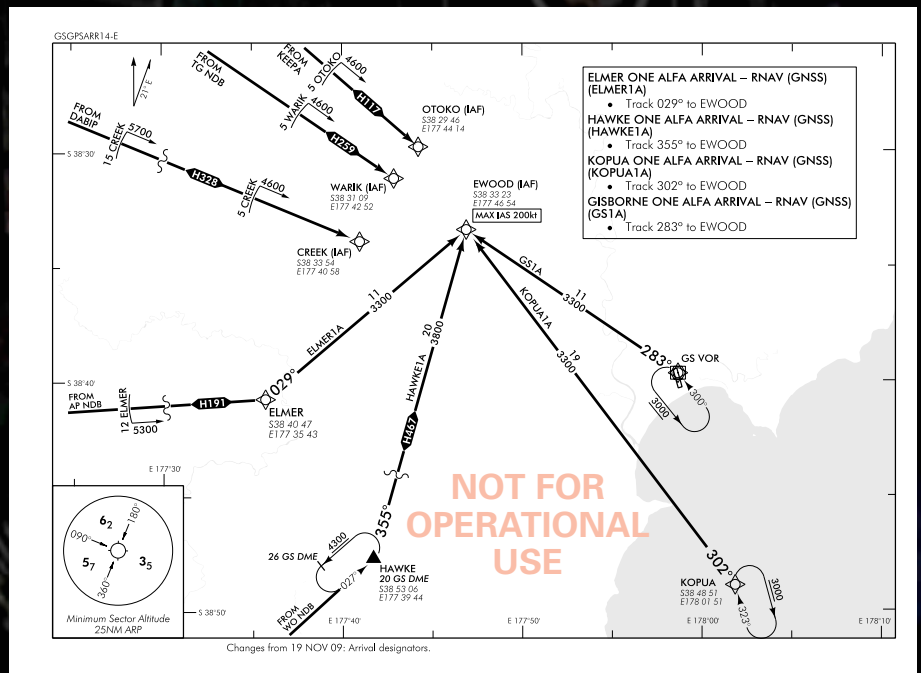 GSGPSARR14-E
21° E
FROM
TG NDB
FROM
KEEPA
5 OTOKO
4600
H117
OTOKO (IAF)
S38 29 46
E177 44 14
5 WARIK
4600
H259
WARIK (IAF)
S38 31 09
E177 42 52
FROM
DABIP
15 CREEK
5700
H328
5 CREEK
4600
CREEK (IAF)
S38 33 54
E177 40 58
S 38°30'
EWOOD (IAF)
S38 33 23
E177 46 54
MAX IAS 200kt
ELMER ONE ALFA ARRIVAL – RNAV (GNSS)
(ELMER1A)
• Track 029° to EWOOD
HAWKE ONE ALFA ARRIVAL – RNAV (GNSS)
(HAWKE1A)
• Track 355° to EWOOD
KOPUA ONE ALFA ARRIVAL – RNAV (GNSS)
(KOPUA1A)
• Track 302° to EWOOD
GISBORNE ONE ALFA ARRIVAL – RNAV (GNSS)
(GS1A)
• Track 283° to EWOOD
GS1A
11
3300
283°
GS VOR
300°
3000
KOPUA1A
19
3300
302°
KOPUA
S38 48 51
E178 01 51
3000
323°
ELMER1A
11
3300
029°
ELMER
S38 40 47
E177 35 43
S 38°40'
FROM
AP NDB
12 ELMER
5300
H191
HAWKE1A
20
3800
H467
355°
HAWKE
20 GS DME
S38 53 06
E177 39 44
26 GS DME
4300
027°
FROM
WO NDB
NOT FOR
OPERATIONAL
USE
E 177°30'
62
180°
090°
57
35
360°
Minimum Sector Altitude
25NM ARP
S 38°50'
E 177°40'
E 177°50'
E 178°00'
E 178°10'
Changes from 19 NOV 09: Arrival designators.